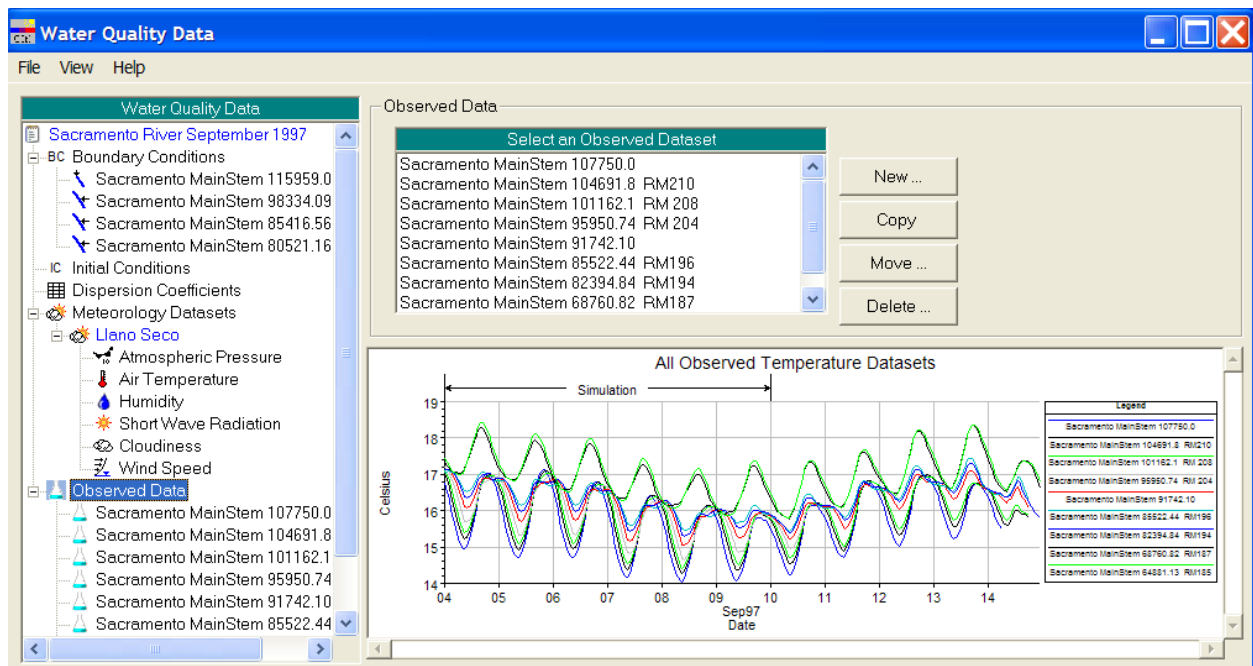 Water Quality Data
File View Help
Water Quality Data
Sacramento River September 1997
BC Boundary Conditions
Sacramento MainStem 115959.0
Sacramento MainStem 98334.09
Sacramento MainStem 85416.56
Sacramento MainStem 80521.16
IC Initial Conditions
Dispersion Coefficients
Meteorology Datasets
Llano Seco
Atmospheric Pressure
Air Temperature
Humidity
Short Wave Radiation
Cloudiness
Wind Speed
Observed Data
Sacramento MainStem 107750.0
Sacramento MainStem 104691.8
Sacramento MainStem 101162.1
Sacramento MainStem 95950.74
Sacramento MainStem 91742.10
Sacramento MainStem 85522.44
Observed Data
Select an Observed Dataset
Sacramento MainStem 107750.0
Sacramento MainStem 104691.8 RM210
Sacramento MainStem 101162.1 RM 208
Sacramento MainStem 95950.74 RM 204
Sacramento MainStem 91742.10
Sacramento MainStem 85522.44 RM196
Sacramento MainStem 82394.84 RM194
Sacramento MainStem 68760.82 RM187
New ...
Copy
Move ...
Delete ...
All Observed Temperature Datasets
Simulation
19
18
17
16
15
14
Celsius
04 05 06 07 08 09 10 11 12 13 14
Sep97
Date
Legend
Sacramento MainStem 107750.0
Sacramento MainStem 104691.8 RM210
Sacramento MainStem 101162.1 RM 208
Sacramento MainStem 95950.74 RM 204
Sacramento MainStem 91742.10
Sacramento MainStem 85522.44 RM196
Sacramento MainStem 82394.84 RM194
Sacramento MainStem 68760.82 RM187
Sacramento MainStem 64881.13 RM185